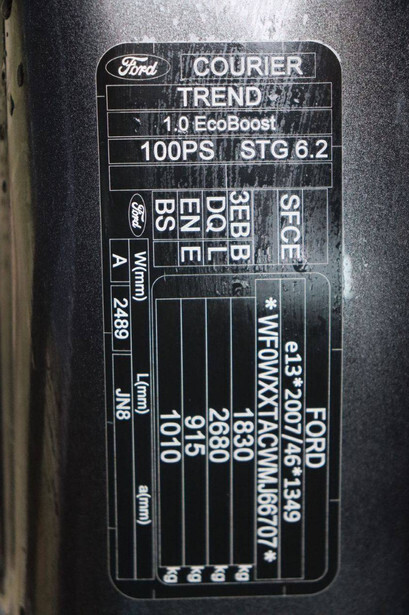 Ford COURIER
TREND
1.0 EcoBoost
100PS STG 6.2
SFCE
3EB B
DQ L
EN E
Ford BS
FORD
e13*2007/46*1349
*WF0WXXTACWMJ66707*
1830 kg
2680 kg
915 kg
1010 kg
W(mm) L(mm) a(mm)
A 2489 JN8